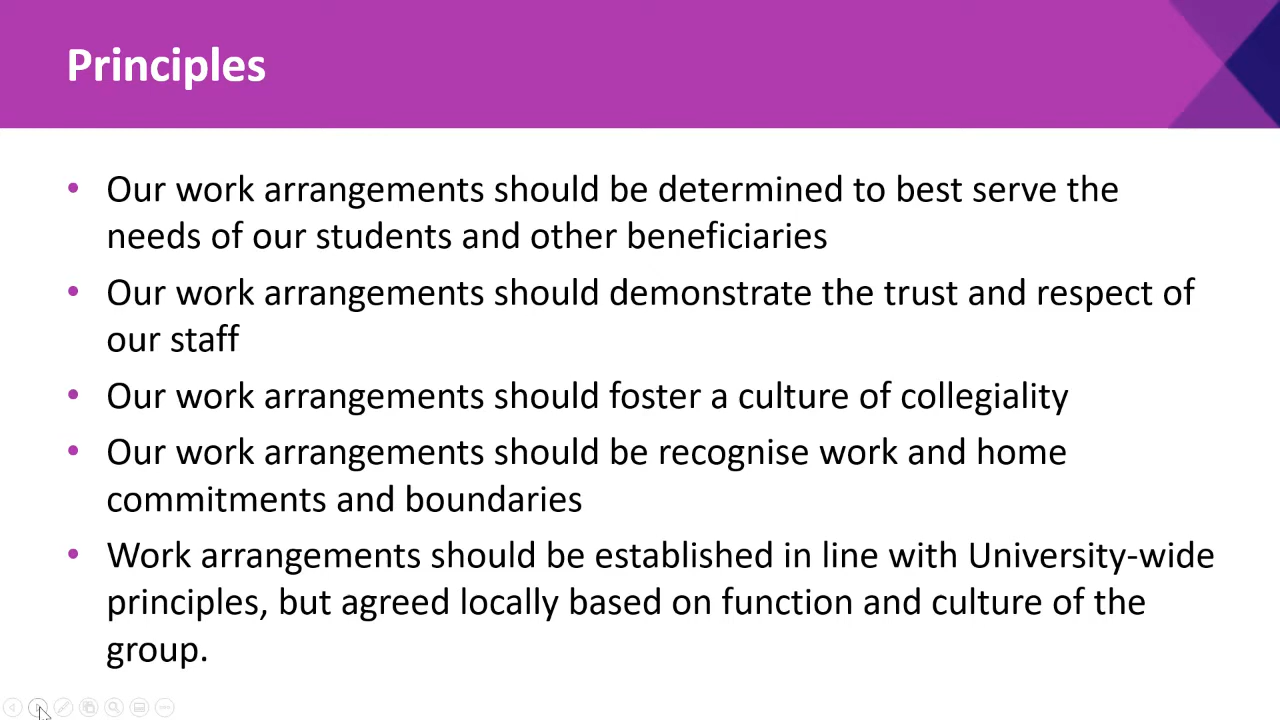 Principles
• Our work arrangements should be determined to best serve the
needs of our students and other beneficiaries
• Our work arrangements should demonstrate the trust and respect of
our staff
• Our work arrangements should foster a culture of collegiality
• Our work arrangements should be recognise work and home
commitments and boundaries
• Work arrangements should be established in line with University-wide
principles, but agreed locally based on function and culture of the
group.